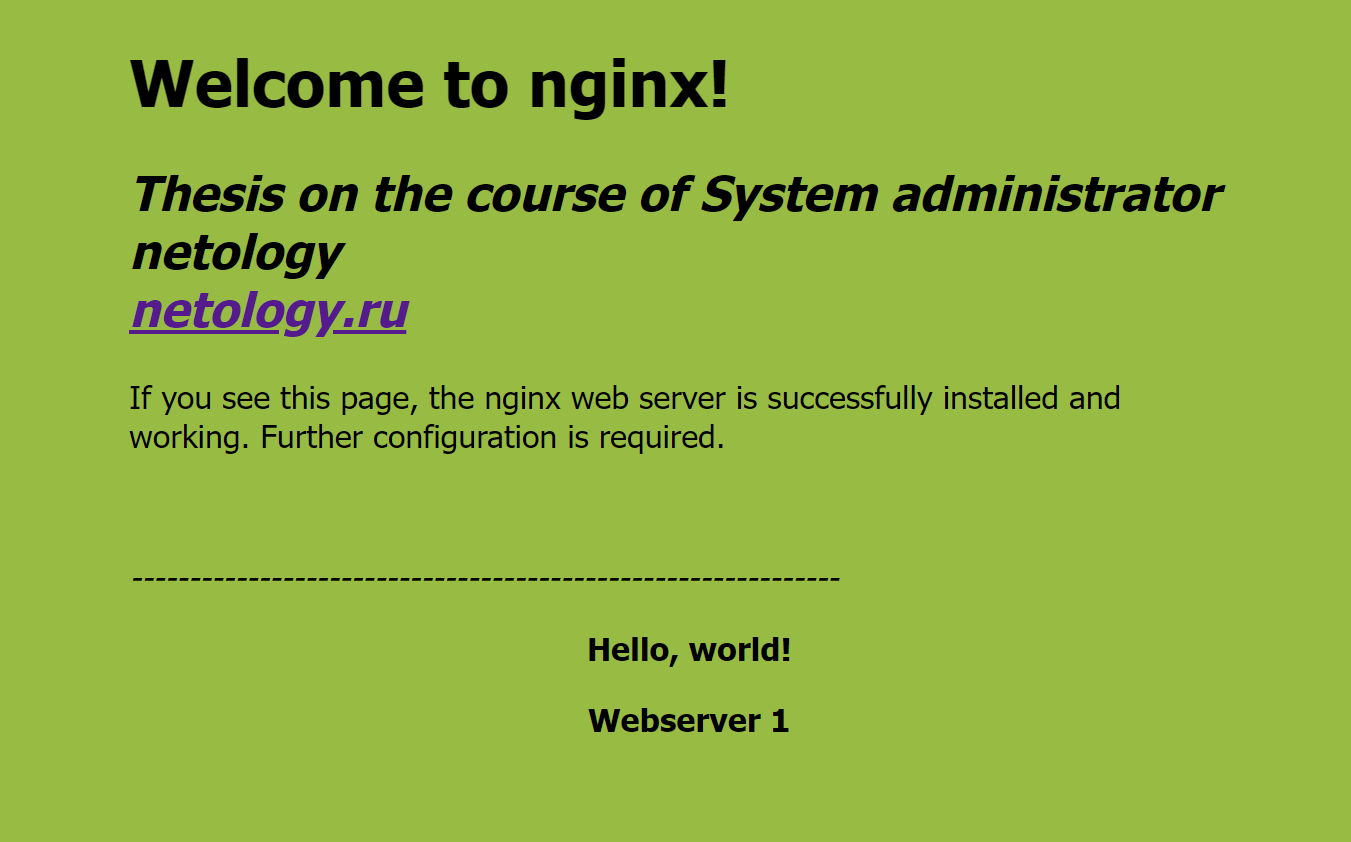 Welcome to nginx!
Thesis on the course of System administrator
netology
netology.ru
If you see this page, the nginx web server is successfully installed and
working. Further configuration is required.
-------------------------------------------------------------
Hello, world!
Webserver 1